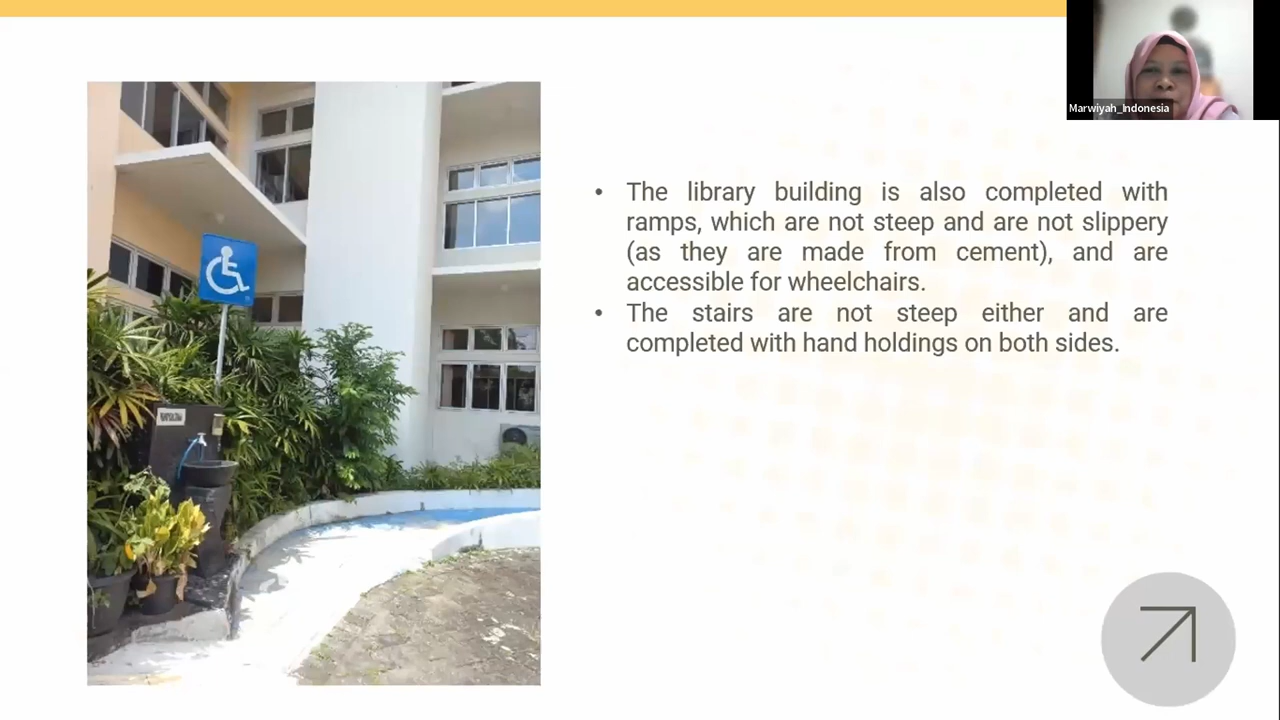 Marwiyah_Indonesia
• The library building is also completed with
ramps, which are not steep and are not slippery
(as they are made from cement), and are
accessible for wheelchairs.
• The stairs are not steep either and are
completed with hand holdings on both sides.